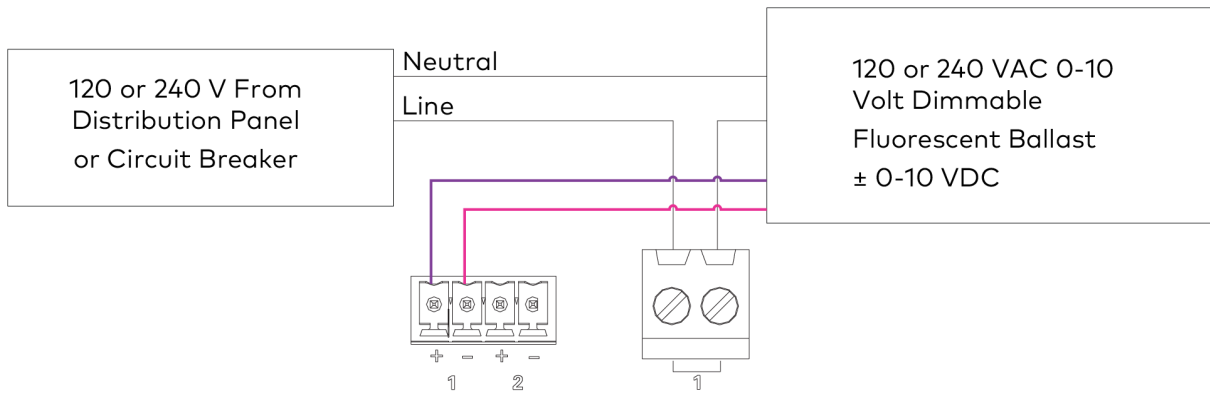 120 or 240 V From
Distribution Panel
or Circuit Breaker
Neutral
Line
120 or 240 VAC 0-10
Volt Dimmable
Fluorescent Ballast
± 0-10 VDC
+ - + -
1 2
1